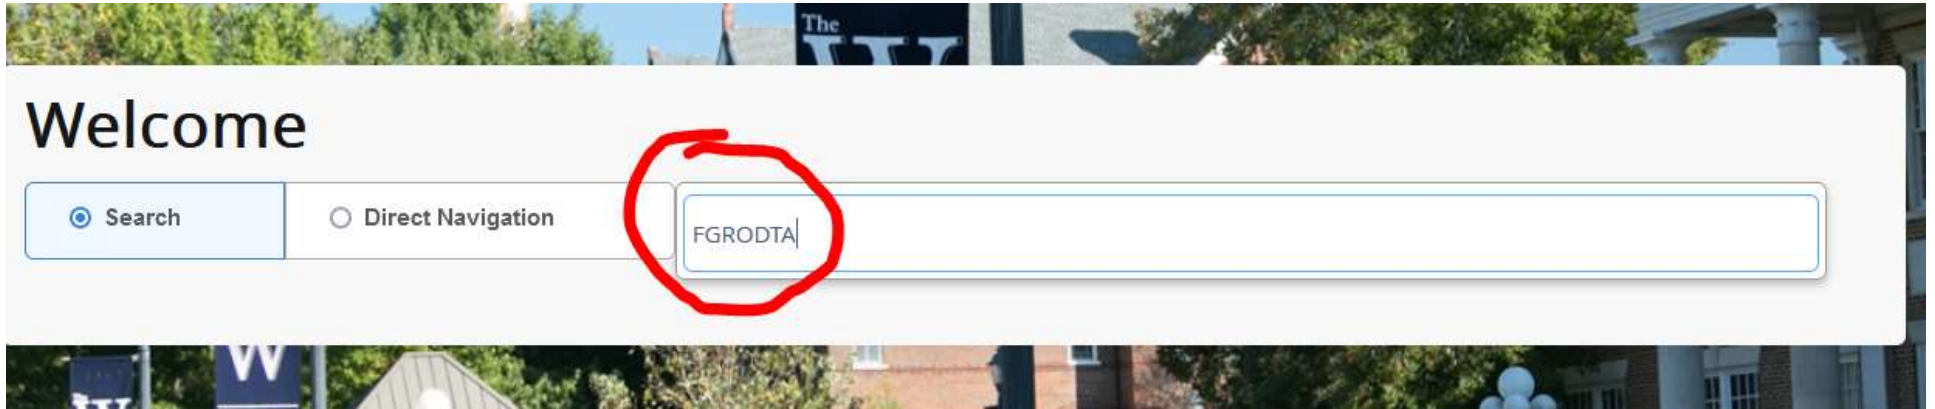 The
W
Welcome
Search
Direct Navigation
FGRODTA
W
W